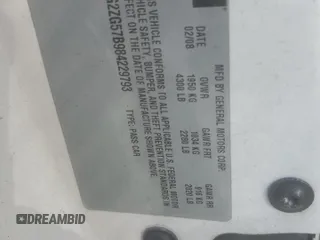 MFD BY GENERAL MOTORS CORP.
DATE GVWR GAWR FRT GAWR RR
02/08 1950 KG 1034 KG 916 KG
4300 LB 2280 LB 2020 LB
VEHICLE CONFORMS TO ALL APPLICABLE U.S. FEDERAL MOTOR
VEHICLE SAFETY, BUMPER, AND THEFT PREVENTION STANDARDS IN
EFFECT ON THE DATE OF MANUFACTURE SHOWN ABOVE.
G2ZG57B984229793 TYPE: PASS CAR
DREAMBID